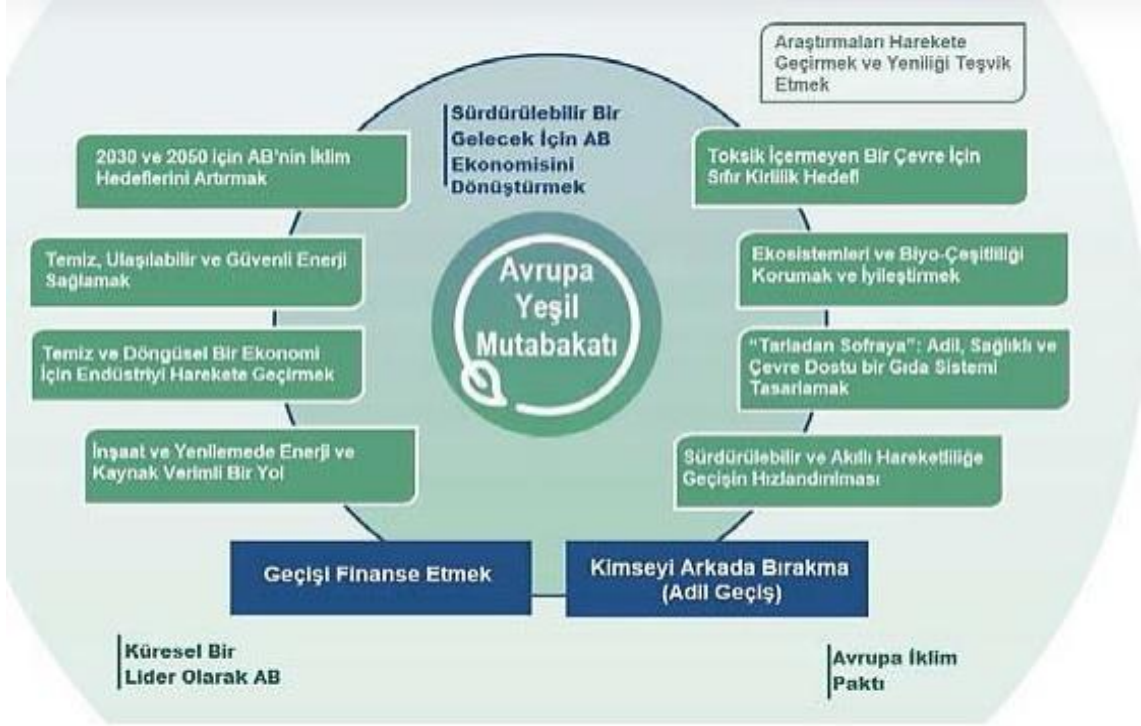 Araştırmaları Harekete
Geçirmek ve Yeniliği Teşvik
Etmek
Sürdürülebilir Bir
Gelecek İçin AB
Ekonomisini
Dönüştürmek
2030 ve 2050 için AB'nin İklim
Hedeflerini Artırmak
Toksik İçermeyen Bir Çevre İçin
Sıfır Kirlilik Hedefi
Temiz, Ulaşılabilir ve Güvenli Enerji
Sağlamak
Ekosistemleri ve Biyo-Çeşitliliği
Korumak ve İyileştirmek
Avrupa
Yeşil
Mutabakatı
Temiz ve Döngüsel Bir Ekonomi
İçin Endüstriyi Harekete Geçirmek
"Tarladan Sofraya": Adil, Sağlıklı ve
Çevre Dostu bir Gıda Sistemi
Tasarlamak
İnşaat ve Yenilemede Enerji ve
Kaynak Verimli Bir Yol
Sürdürülebilir ve Akıllı Hareketliliğe
Geçişin Hızlandırılması
Geçişi Finanse Etmek
Kimseyi Arkada Bırakma
(Adil Geçiş)
Küresel Bir
Lider Olarak AB
Avrupa İklim
Paktı